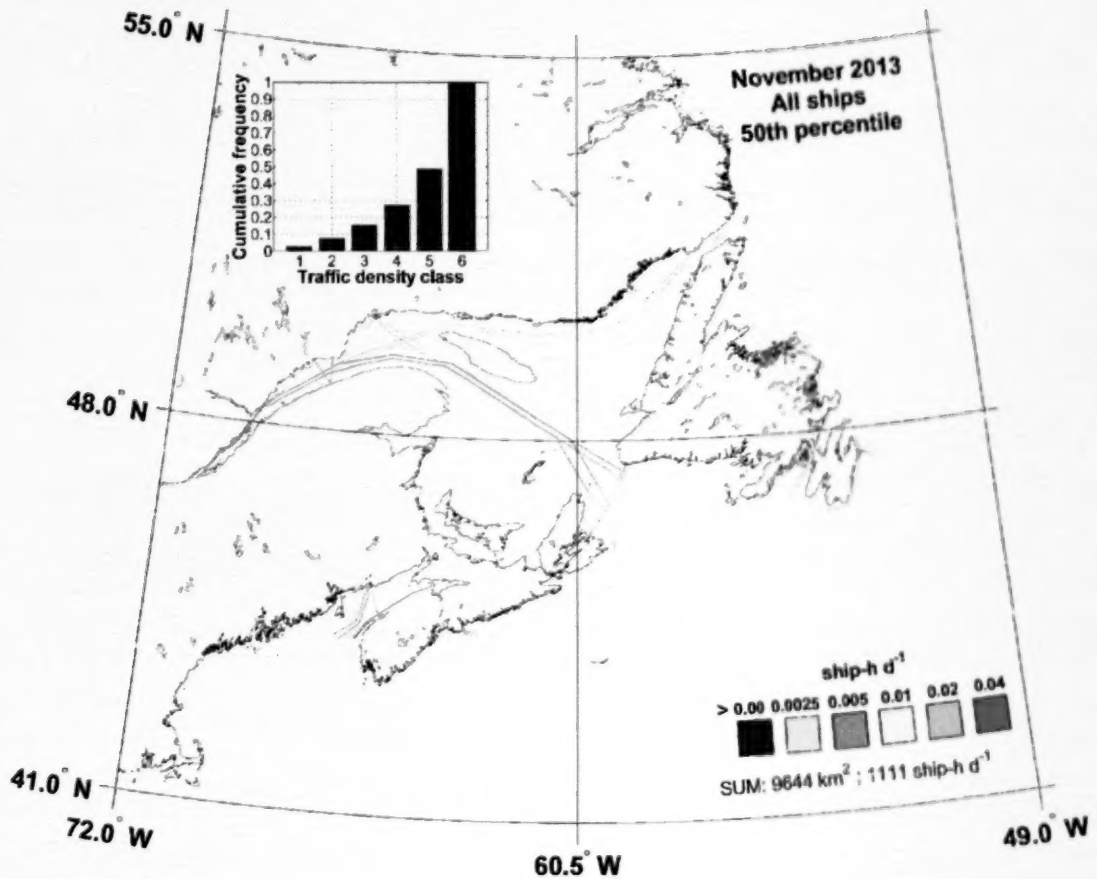 55.0° N
November 2013
All ships
50th percentile
Cumulative frequency
1
0.9
0.8
0.7
0.6
0.5
0.4
0.3
0.2
0.1
0
1 2 3 4 5 6
Traffic density class
48.0° N
ship-h d⁻¹
> 0.00 0.0025 0.005 0.01 0.02 0.04
SUM: 9644 km² ; 1111 ship-h d⁻¹
41.0° N
72.0° W
60.5° W
49.0° W